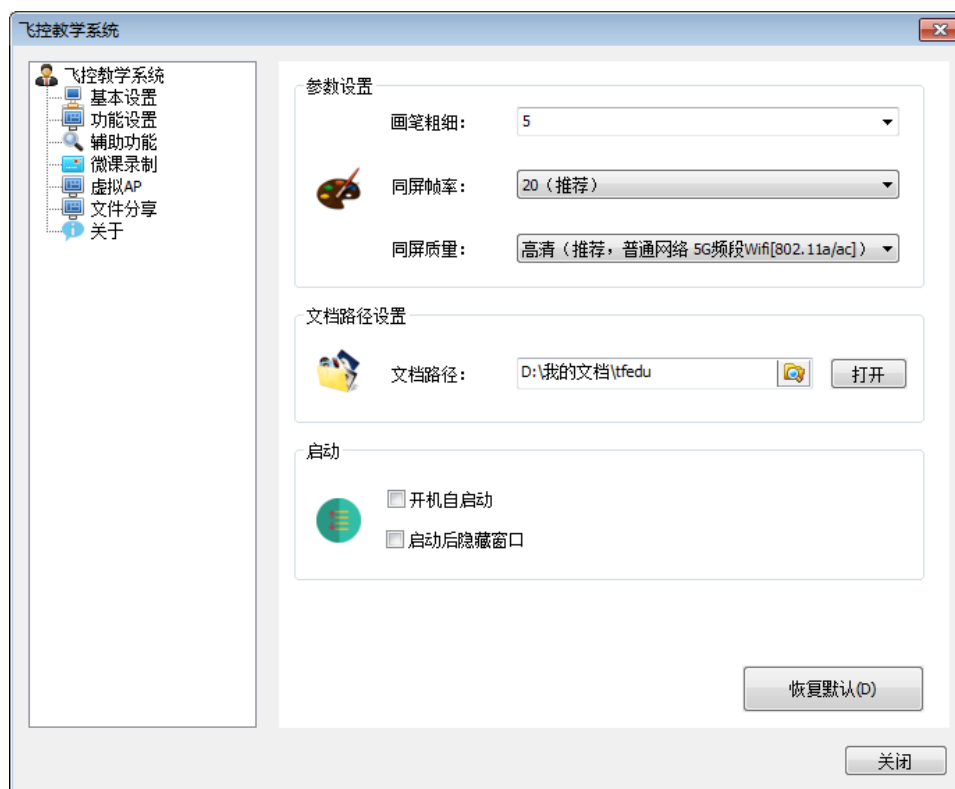 飞控教学系统
飞控教学系统
基本设置
功能设置
辅助功能
微课录制
虚拟AP
文件分享
关于
参数设置
画笔粗细： 5
同屏帧率： 20（推荐）
同屏质量： 高清（推荐，普通网络 5G频段Wifi[802.11a/ac]）
文档路径设置
文档路径： D:\我的文档\tfedu 打开
启动
开机自启动
启动后隐藏窗口
恢复默认(D)
关闭